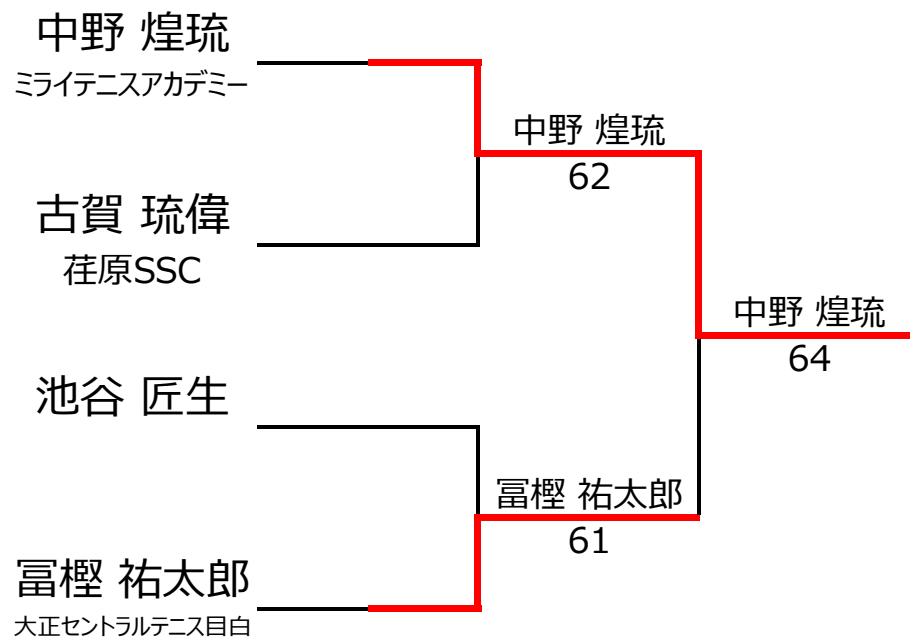 中野 煌琉
ミライテニスアカデミー
中野 煌琉
62
古賀 琉偉
荏原SSC
中野 煌琉
64
池谷 匠生
冨樫 祐太郎
61
冨樫 祐太郎
大正セントラルテニス目白